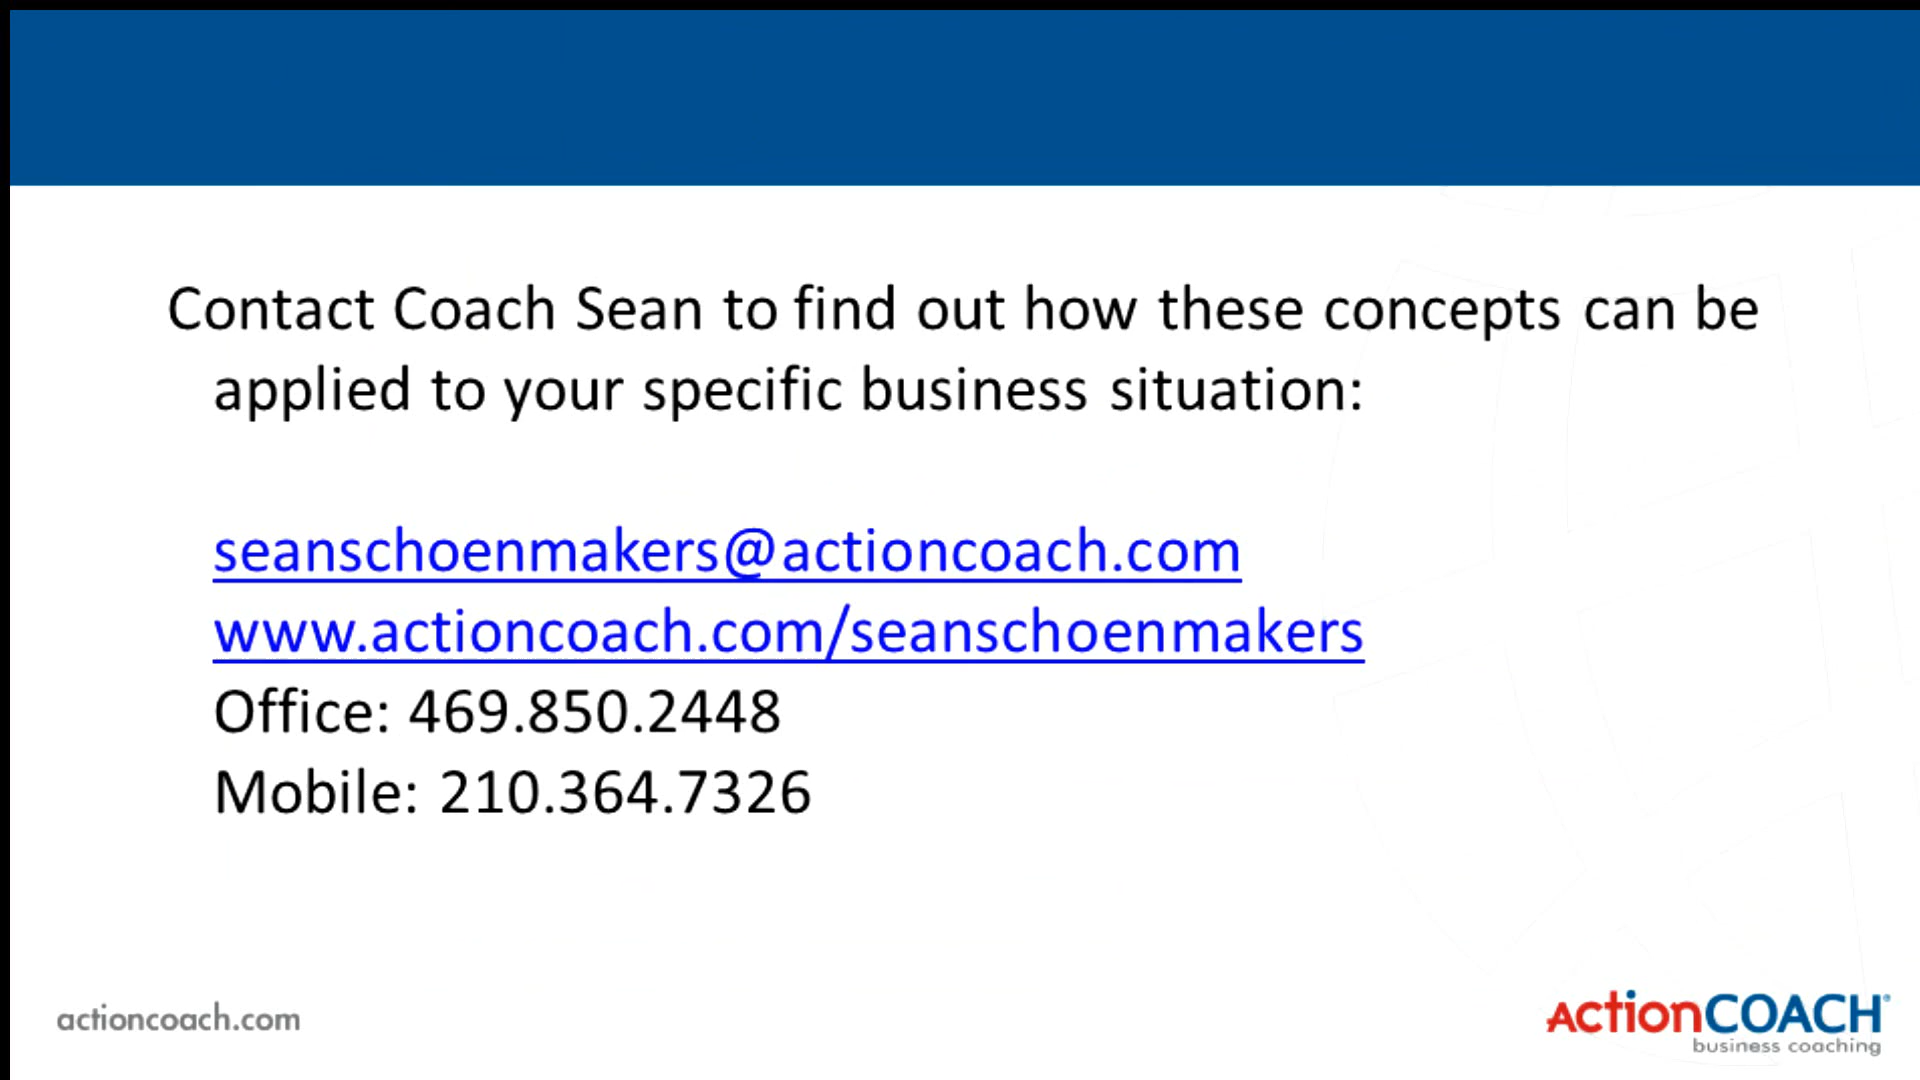 Contact Coach Sean to find out how these concepts can be
applied to your specific business situation:
seanschoenmakers@actioncoach.com
www.actioncoach.com/seanschoenmakers
Office: 469.850.2448
Mobile: 210.364.7326
actioncoach.com
ActionCOACH®
business coaching